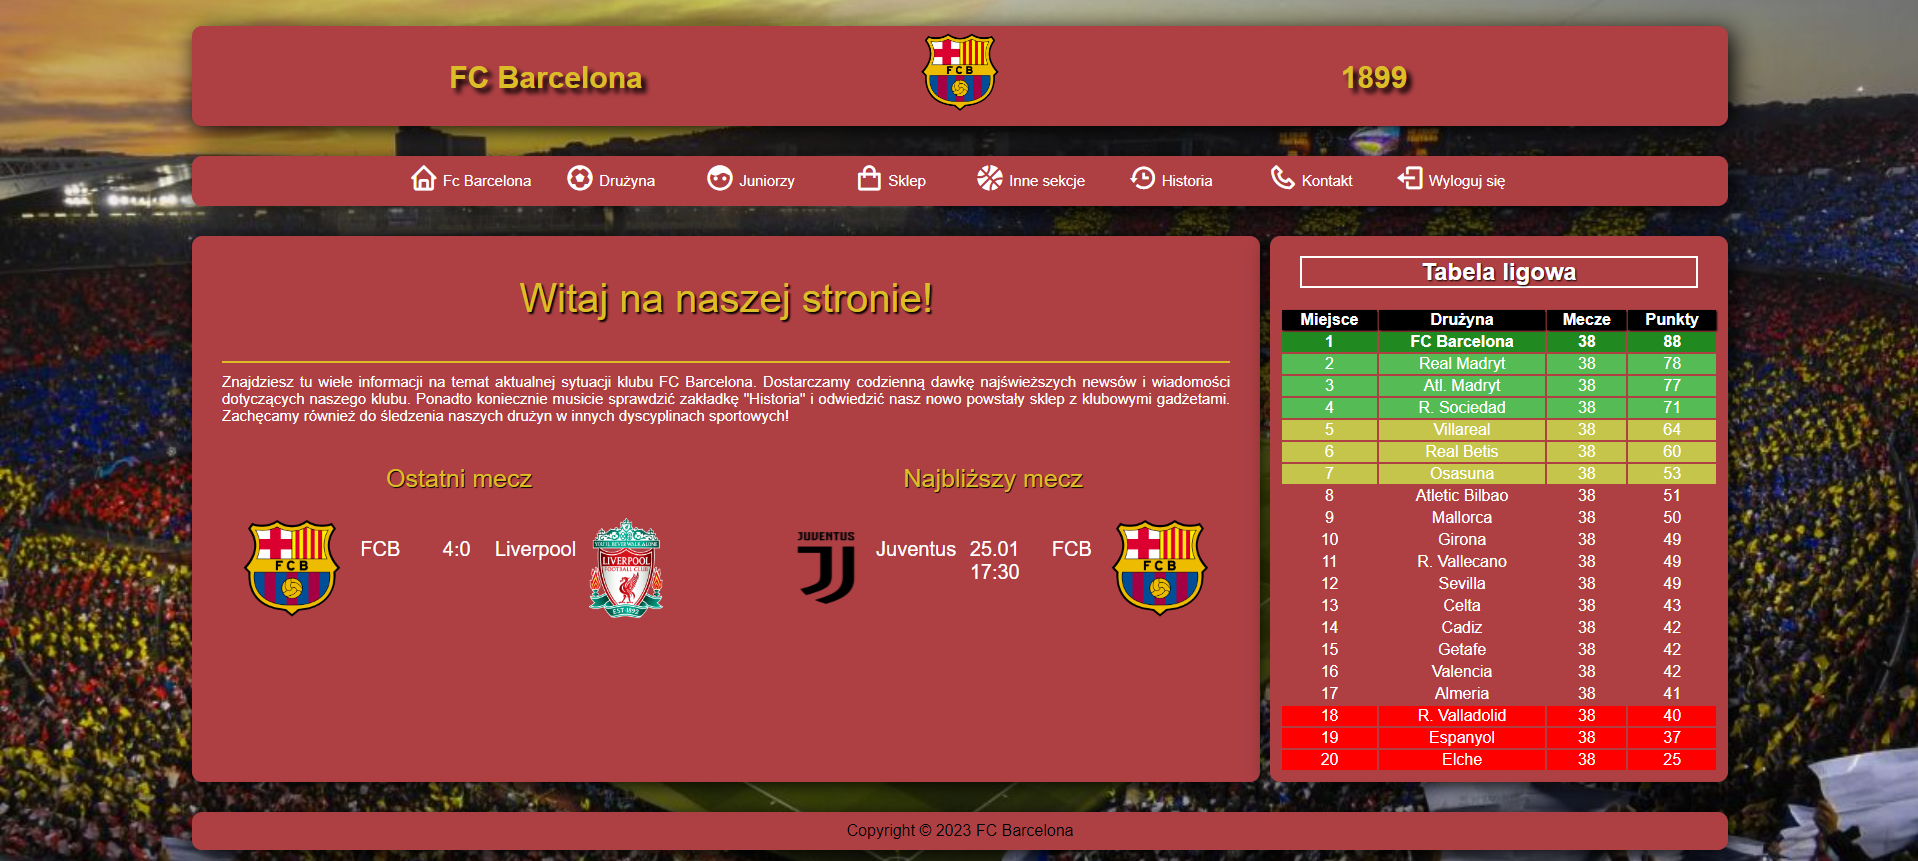 FC Barcelona
F C B
1899
Fc Barcelona
Drużyna
Juniorzy
Sklep
Inne sekcje
Historia
Kontakt
Wyloguj się
Witaj na naszej stronie!
Znajdziesz tu wiele informacji na temat aktualnej sytuacji klubu FC Barcelona. Dostarczamy codzienną dawkę najświeższych newsów i wiadomości
dotyczących naszego klubu. Ponadto koniecznie musicie sprawdzić zakładkę "Historia" i odwiedzić nasz nowo powstały sklep z klubowymi gadżetami.
Zachęcamy również do śledzenia naszych drużyn w innych dyscyplinach sportowych!
Ostatni mecz
F C B
FCB 4:0 Liverpool
YOU'LL NEVER WALK ALONE
LIVERPOOL
FOOTBALL CLUB
EST·1892
Najbliższy mecz
JUVENTUS
Juventus 25.01 FCB
17:30
F C B
Tabela ligowa
Miejsce Drużyna Mecze Punkty
1 FC Barcelona 38 88
2 Real Madryt 38 78
3 Atl. Madryt 38 77
4 R. Sociedad 38 71
5 Villareal 38 64
6 Real Betis 38 60
7 Osasuna 38 53
8 Atletic Bilbao 38 51
9 Mallorca 38 50
10 Girona 38 49
11 R. Vallecano 38 49
12 Sevilla 38 49
13 Celta 38 43
14 Cadiz 38 42
15 Getafe 38 42
16 Valencia 38 42
17 Almeria 38 41
18 R. Valladolid 38 40
19 Espanyol 38 37
20 Elche 38 25
Copyright © 2023 FC Barcelona